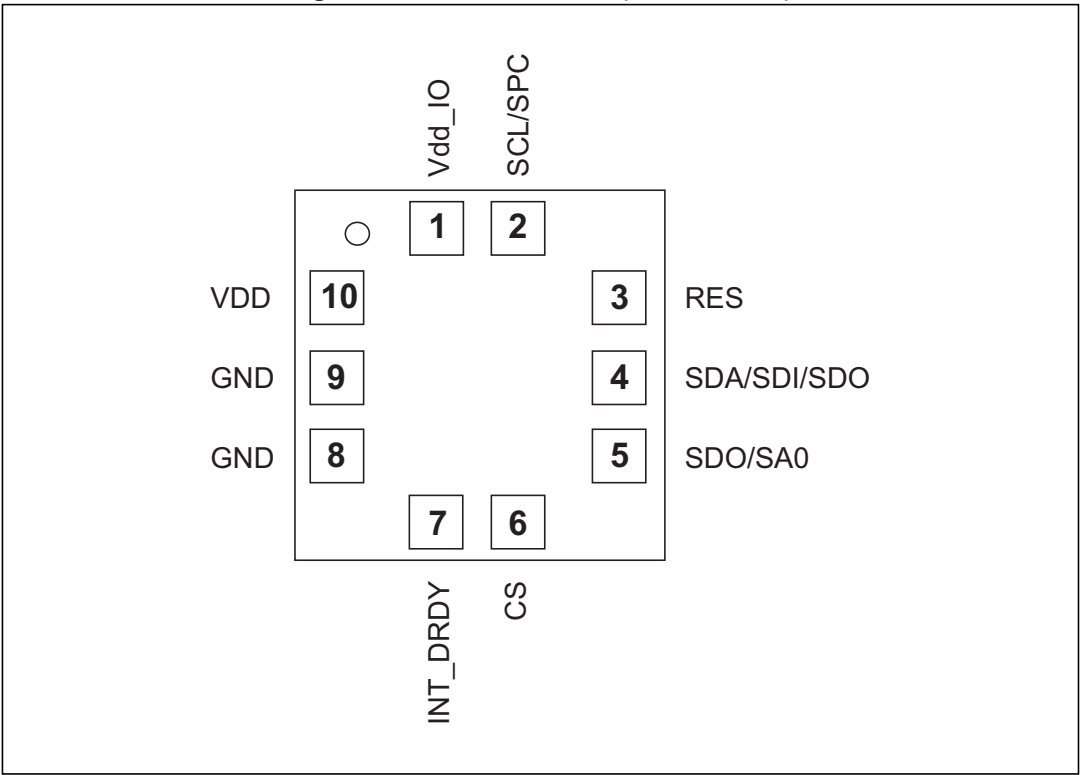 Vdd_IO
SCL/SPC
1
2
VDD
10
3
RES
GND
9
4
SDA/SDI/SDO
GND
8
5
SDO/SA0
7
6
INT_DRDY
CS